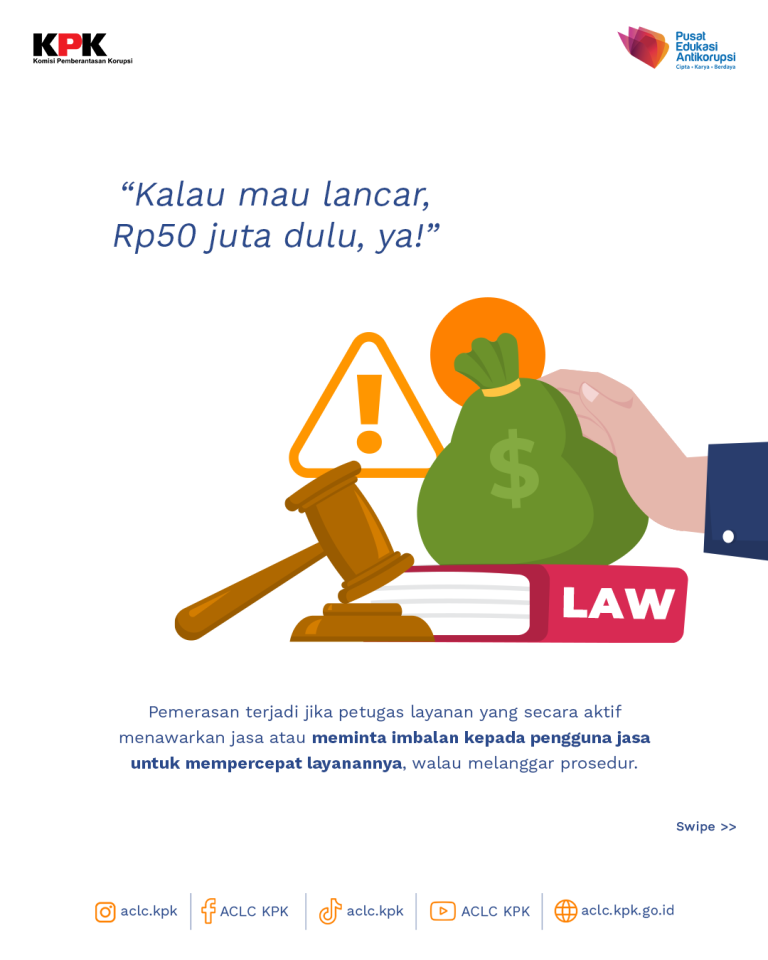 KPK
Komisi Pemberantasan Korupsi
Pusat
Edukasi
Antikorupsi
Cipta • Karya • Berdaya
“Kalau mau lancar,
Rp50 juta dulu, ya!”
$
LAW
Pemerasan terjadi jika petugas layanan yang secara aktif
menawarkan jasa atau meminta imbalan kepada pengguna jasa
untuk mempercepat layanannya, walau melanggar prosedur.
Swipe >>
aclc.kpk
ACLC KPK
aclc.kpk
ACLC KPK
aclc.kpk.go.id